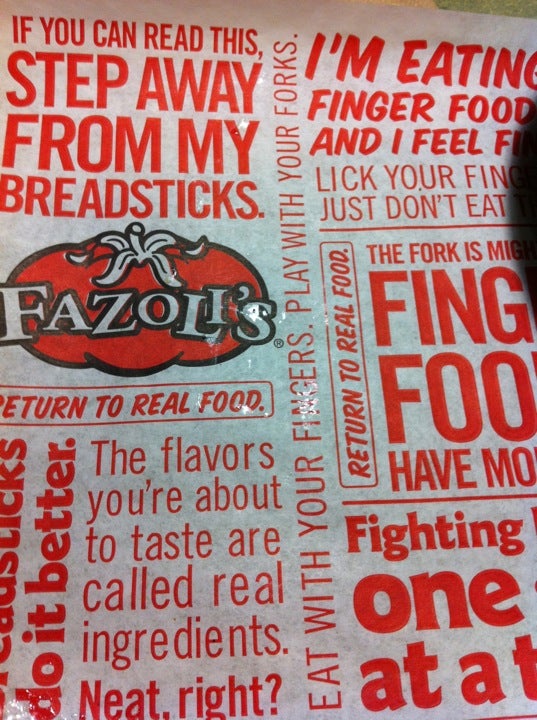 IF YOU CAN READ THIS,
STEP AWAY
FROM MY
BREADSTICKS.
FAZOLI'S
®
RETURN TO REAL FOOD.
do it better.
The flavors
you're about
to taste are
called real
ingredients.
Neat, right?
EAT WITH YOUR FINGERS. PLAY WITH YOUR FORKS.
I'M EATING
FINGER FOOD
AND I FEEL
LICK YOUR
JUST DON'T EAT
RETURN TO REAL FOOD.
THE FORK IS
HAVE
Fighting
one
at a